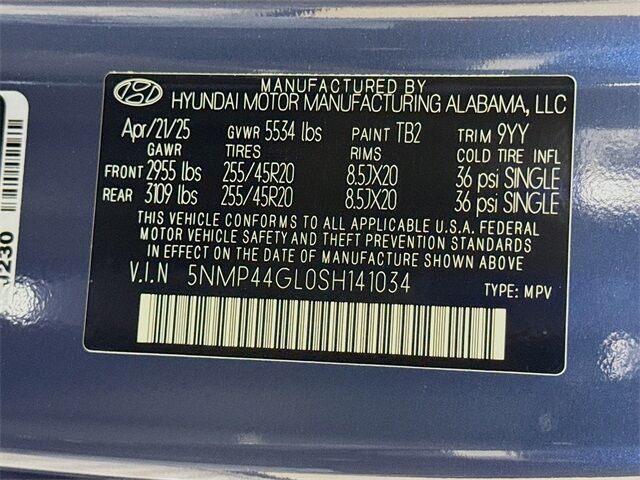 MANUFACTURED BY
HYUNDAI MOTOR MANUFACTURING ALABAMA, LLC
Apr/21/25 GVWR 5534 lbs PAINT TB2 TRIM 9YY
GAWR TIRES RIMS COLD TIRE INFL
FRONT 2955 lbs 255/45R20 8.5JX20 36 psi SINGLE
REAR 3109 lbs 255/45R20 8.5JX20 36 psi SINGLE
THIS VEHICLE CONFORMS TO ALL APPLICABLE U.S.A. FEDERAL
MOTOR VEHICLE SAFETY AND THEFT PREVENTION STANDARDS
IN EFFECT ON THE DATE OF MANUFACTURE SHOWN ABOVE.
V.I.N 5NMP44GL0SH141034 TYPE: MPV